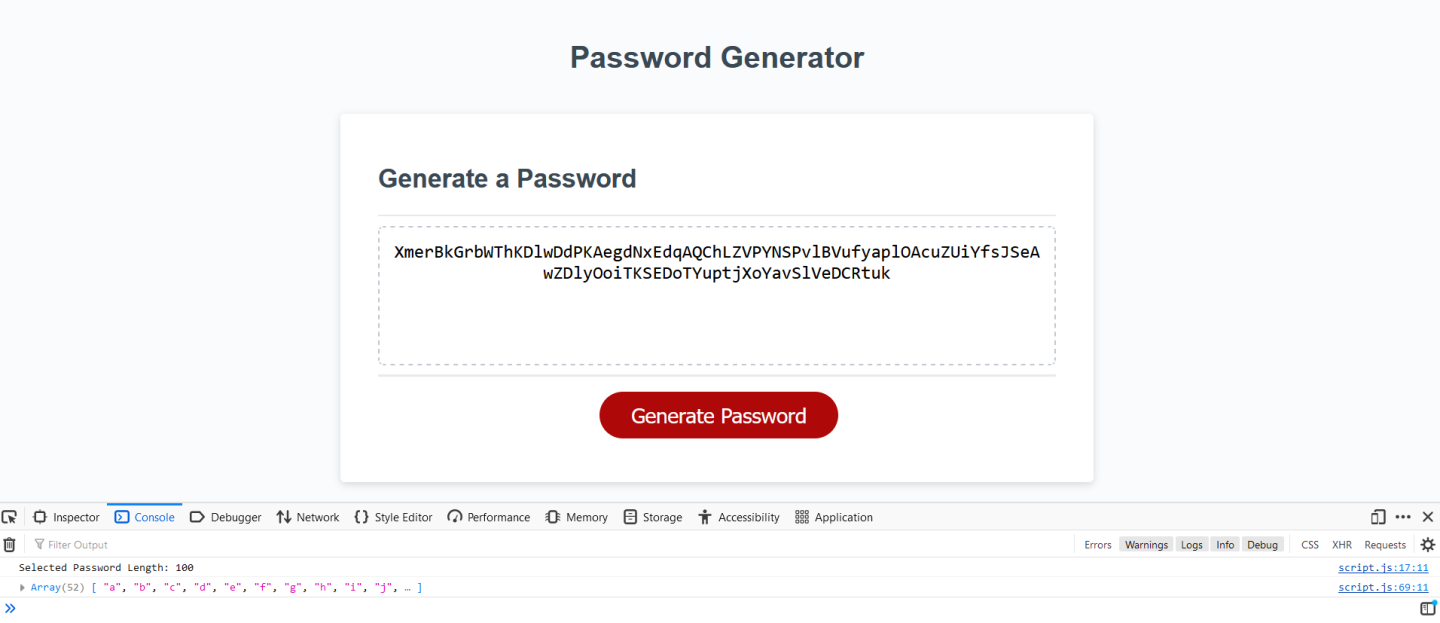 Password Generator
Generate a Password
XmerBkGrbWThKDlwDdPKAegdNxEdqAQChLZVPYNSPvlBVufyaplOAcuZUiYfsJSeA
wZDlyOoiTKSEDoTYuptjXoYavSlVeDCRtuk
Generate Password
Inspector Console Debugger Network Style Editor Performance Memory Storage Accessibility Application
Filter Output Errors Warnings Logs Info Debug CSS XHR Requests
Selected Password Length: 100 script.js:17:11
Array(52) [ "a", "b", "c", "d", "e", "f", "g", "h", "i", "j", … ] script.js:69:11